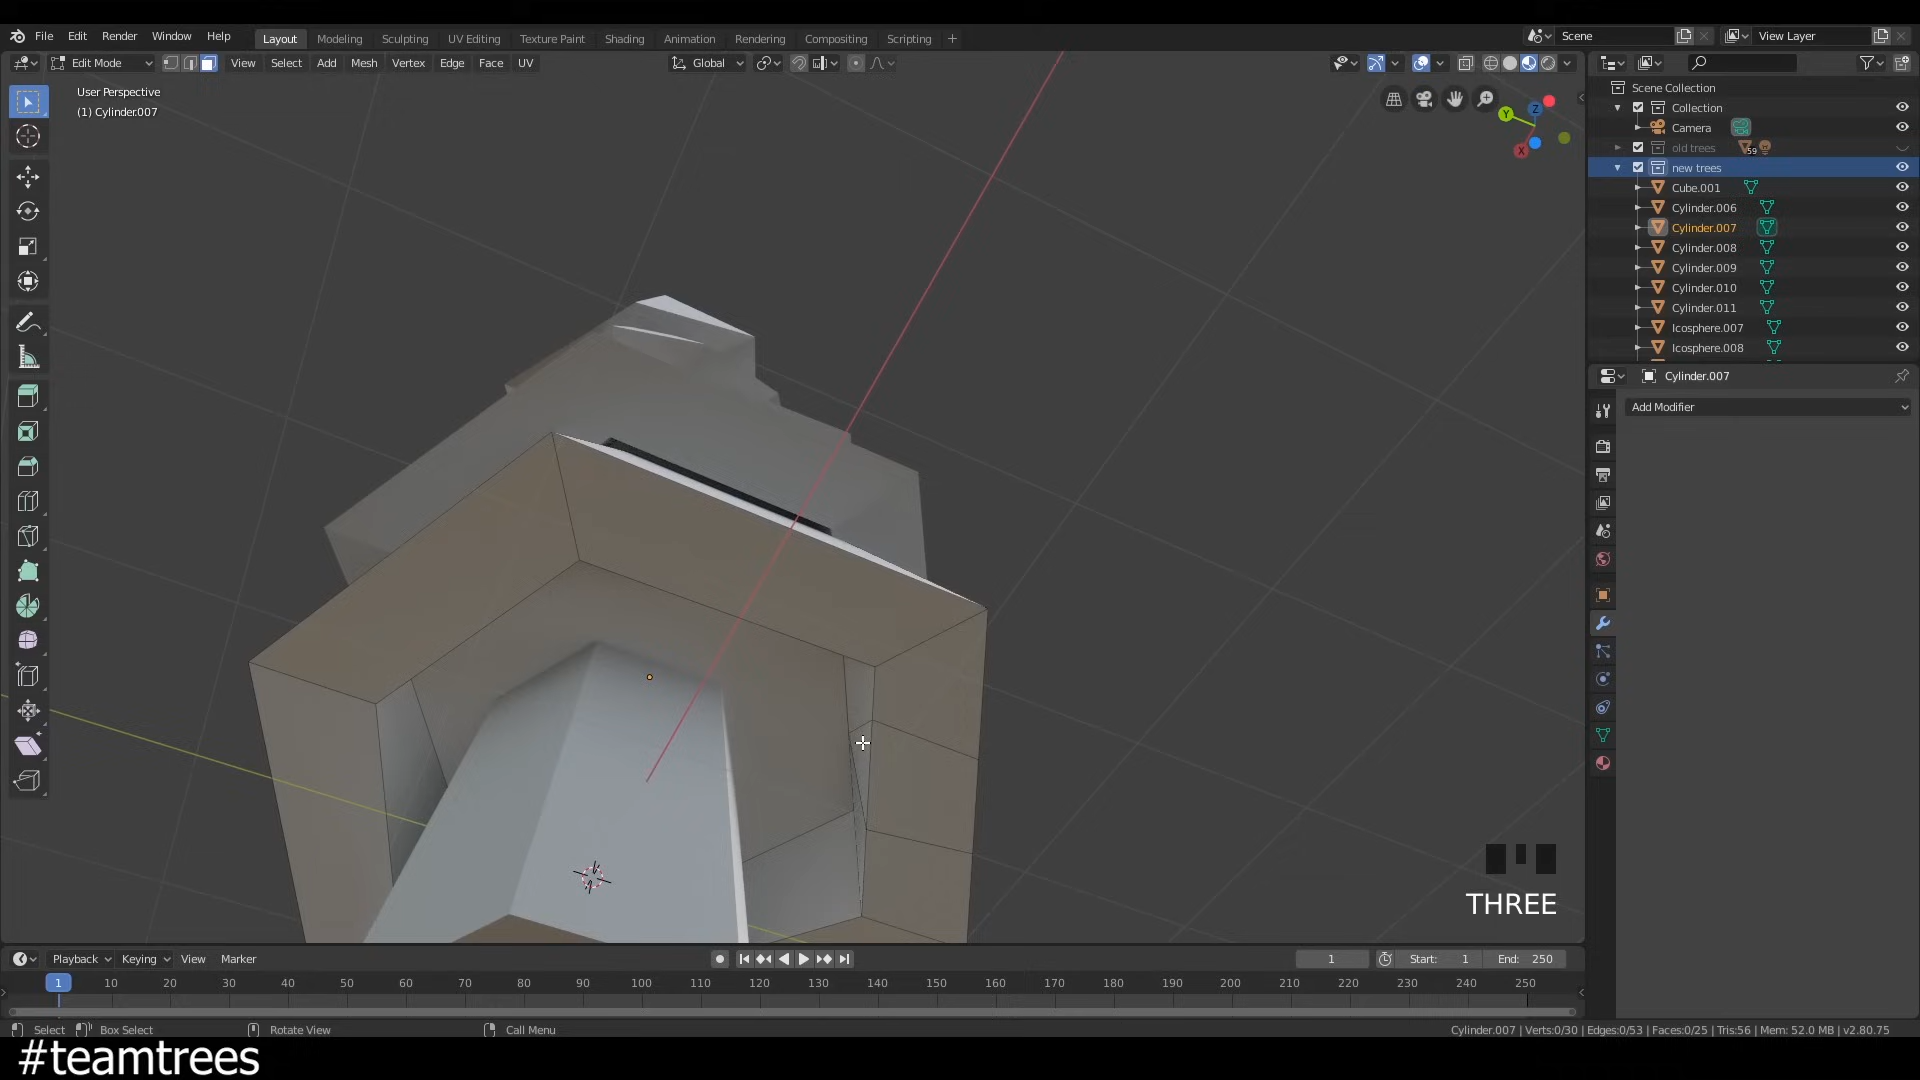 File Edit Render Window Help Layout Modeling Sculpting UV Editing Texture Paint Shading Animation Rendering Compositing Scripting + Scene View Layer
Edit Mode View Select Add Mesh Vertex Edge Face UV Global
User Perspective
(1) Cylinder.007
Z
Y
X
Scene Collection
Collection
Camera
old trees 59
new trees
Cube.001
Cylinder.006
Cylinder.007
Cylinder.008
Cylinder.009
Cylinder.010
Cylinder.011
Icosphere.007
Icosphere.008
Cylinder.007
Add Modifier
THREE
Playback Keying View Marker 1 Start: 1 End: 250
1 10 20 30 40 50 60 70 80 90 100 110 120 130 140 150 160 170 180 190 200 210 220 230 240 250
Select Box Select Rotate View Call Menu Cylinder.007 | Verts:0/30 | Edges:0/53 | Faces:0/25 | Tris:56 | Mem: 52.0 MB | v2.80.75
#teamtrees